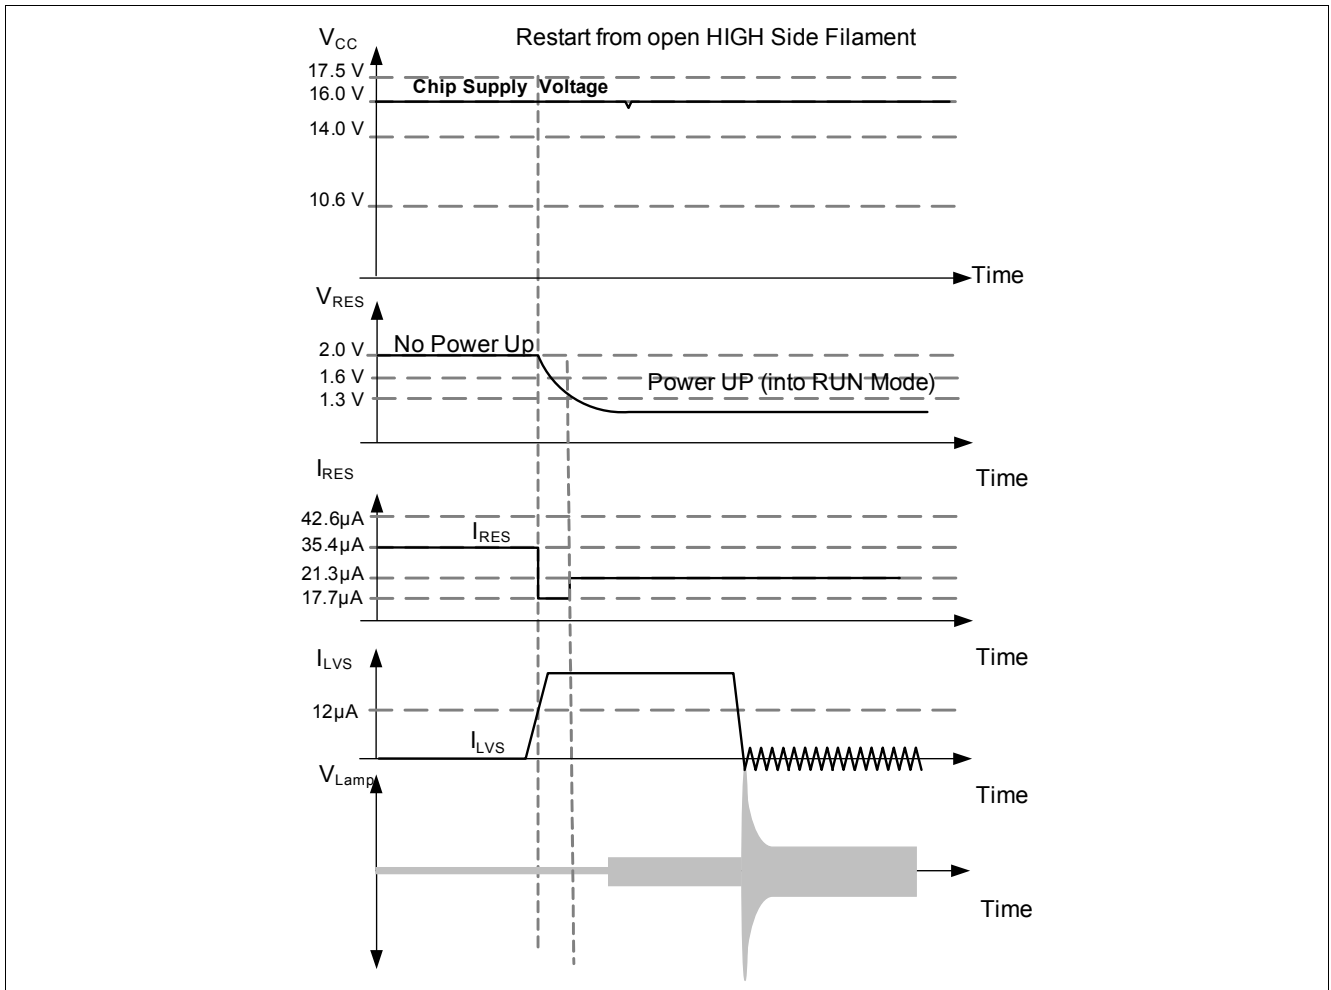 V_CC
Restart from open HIGH Side Filament
17.5 V
Chip Supply Voltage
16.0 V
14.0 V
10.6 V
Time
V_RES
2.0 V
No Power Up
1.6 V
Power UP (into RUN Mode)
1.3 V
Time
I_RES
42.6µA
I_RES
35.4µA
21.3µA
17.7µA
Time
I_LVS
12µA
I_LVS
V_Lamp
Time
Time